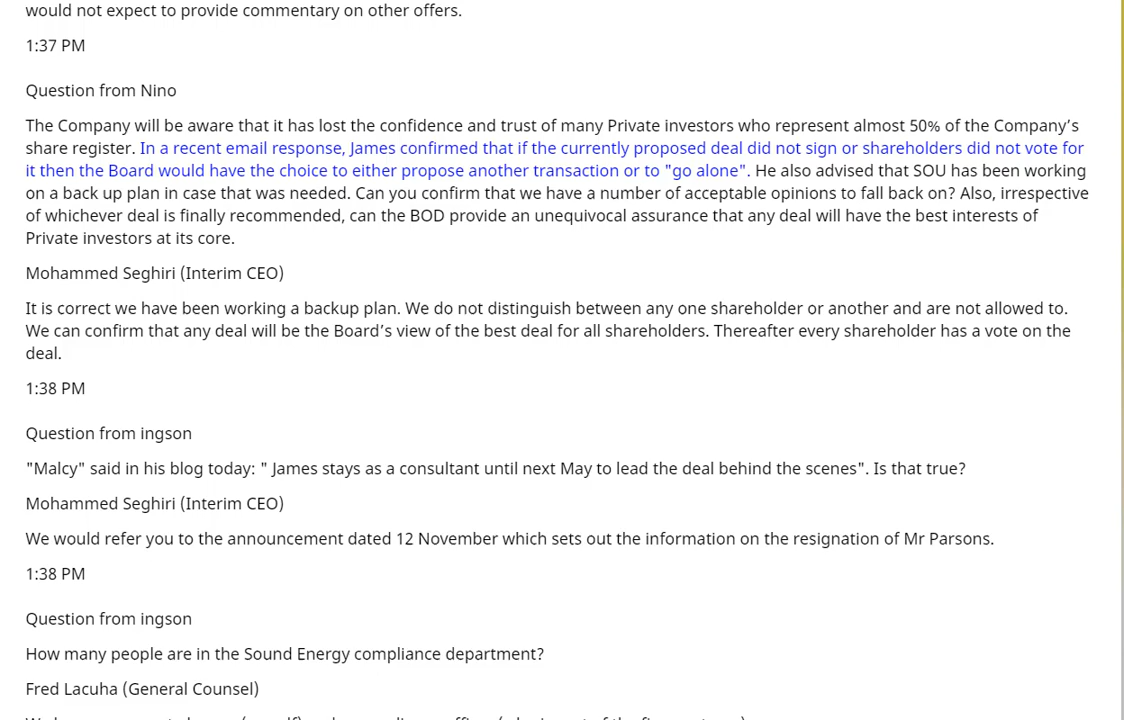 would not expect to provide commentary on other offers.
1:37 PM
Question from Nino
The Company will be aware that it has lost the confidence and trust of many Private investors who represent almost 50% of the Company's
share register. In a recent email response, James confirmed that if the currently proposed deal did not sign or shareholders did not vote for
it then the Board would have the choice to either propose another transaction or to "go alone". He also advised that SOU has been working
on a back up plan in case that was needed. Can you confirm that we have a number of acceptable opinions to fall back on? Also, irrespective
of whichever deal is finally recommended, can the BOD provide an unequivocal assurance that any deal will have the best interests of
Private investors at its core.
Mohammed Seghiri (Interim CEO)
It is correct we have been working a backup plan. We do not distinguish between any one shareholder or another and are not allowed to.
We can confirm that any deal will be the Board's view of the best deal for all shareholders. Thereafter every shareholder has a vote on the
deal.
1:38 PM
Question from ingson
"Malcy" said in his blog today: " James stays as a consultant until next May to lead the deal behind the scenes". Is that true?
Mohammed Seghiri (Interim CEO)
We would refer you to the announcement dated 12 November which sets out the information on the resignation of Mr Parsons.
1:38 PM
Question from ingson
How many people are in the Sound Energy compliance department?
Fred Lacuha (General Counsel)